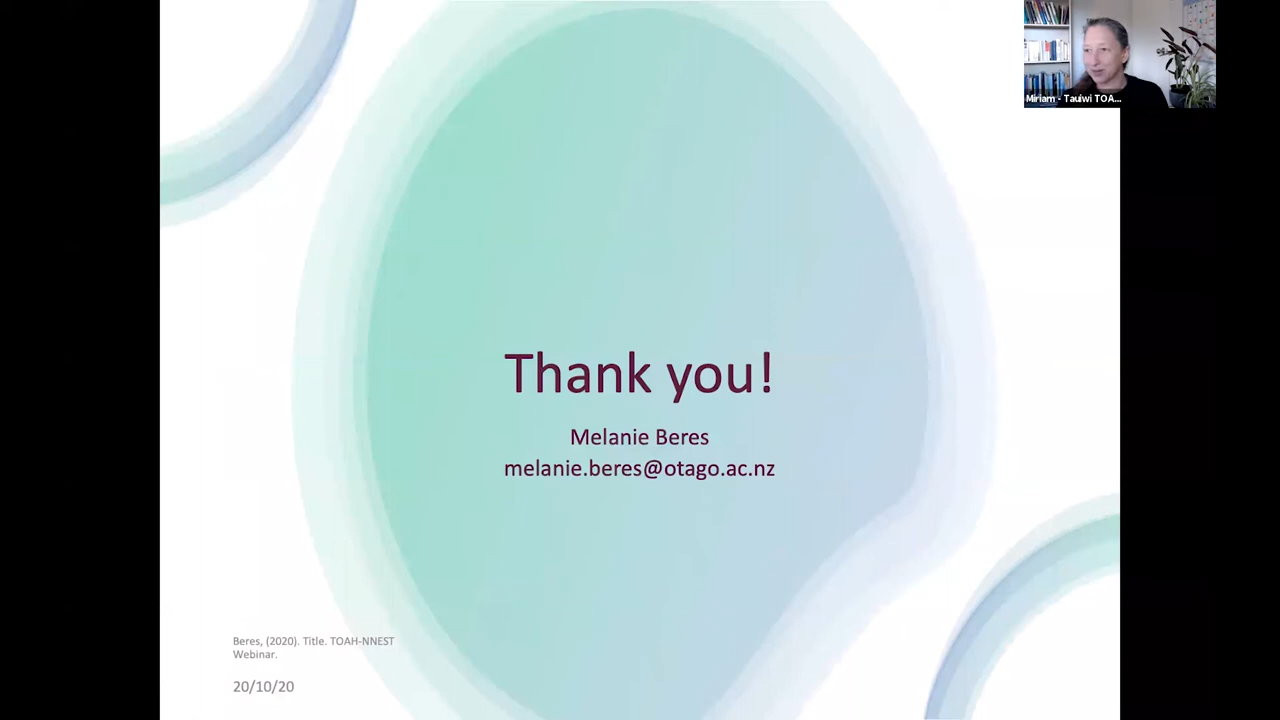 Miriam - Tauiwi TOA...
Thank you!
Melanie Beres
melanie.beres@otago.ac.nz
Beres, (2020). Title. TOAH-NNEST
Webinar.
20/10/20